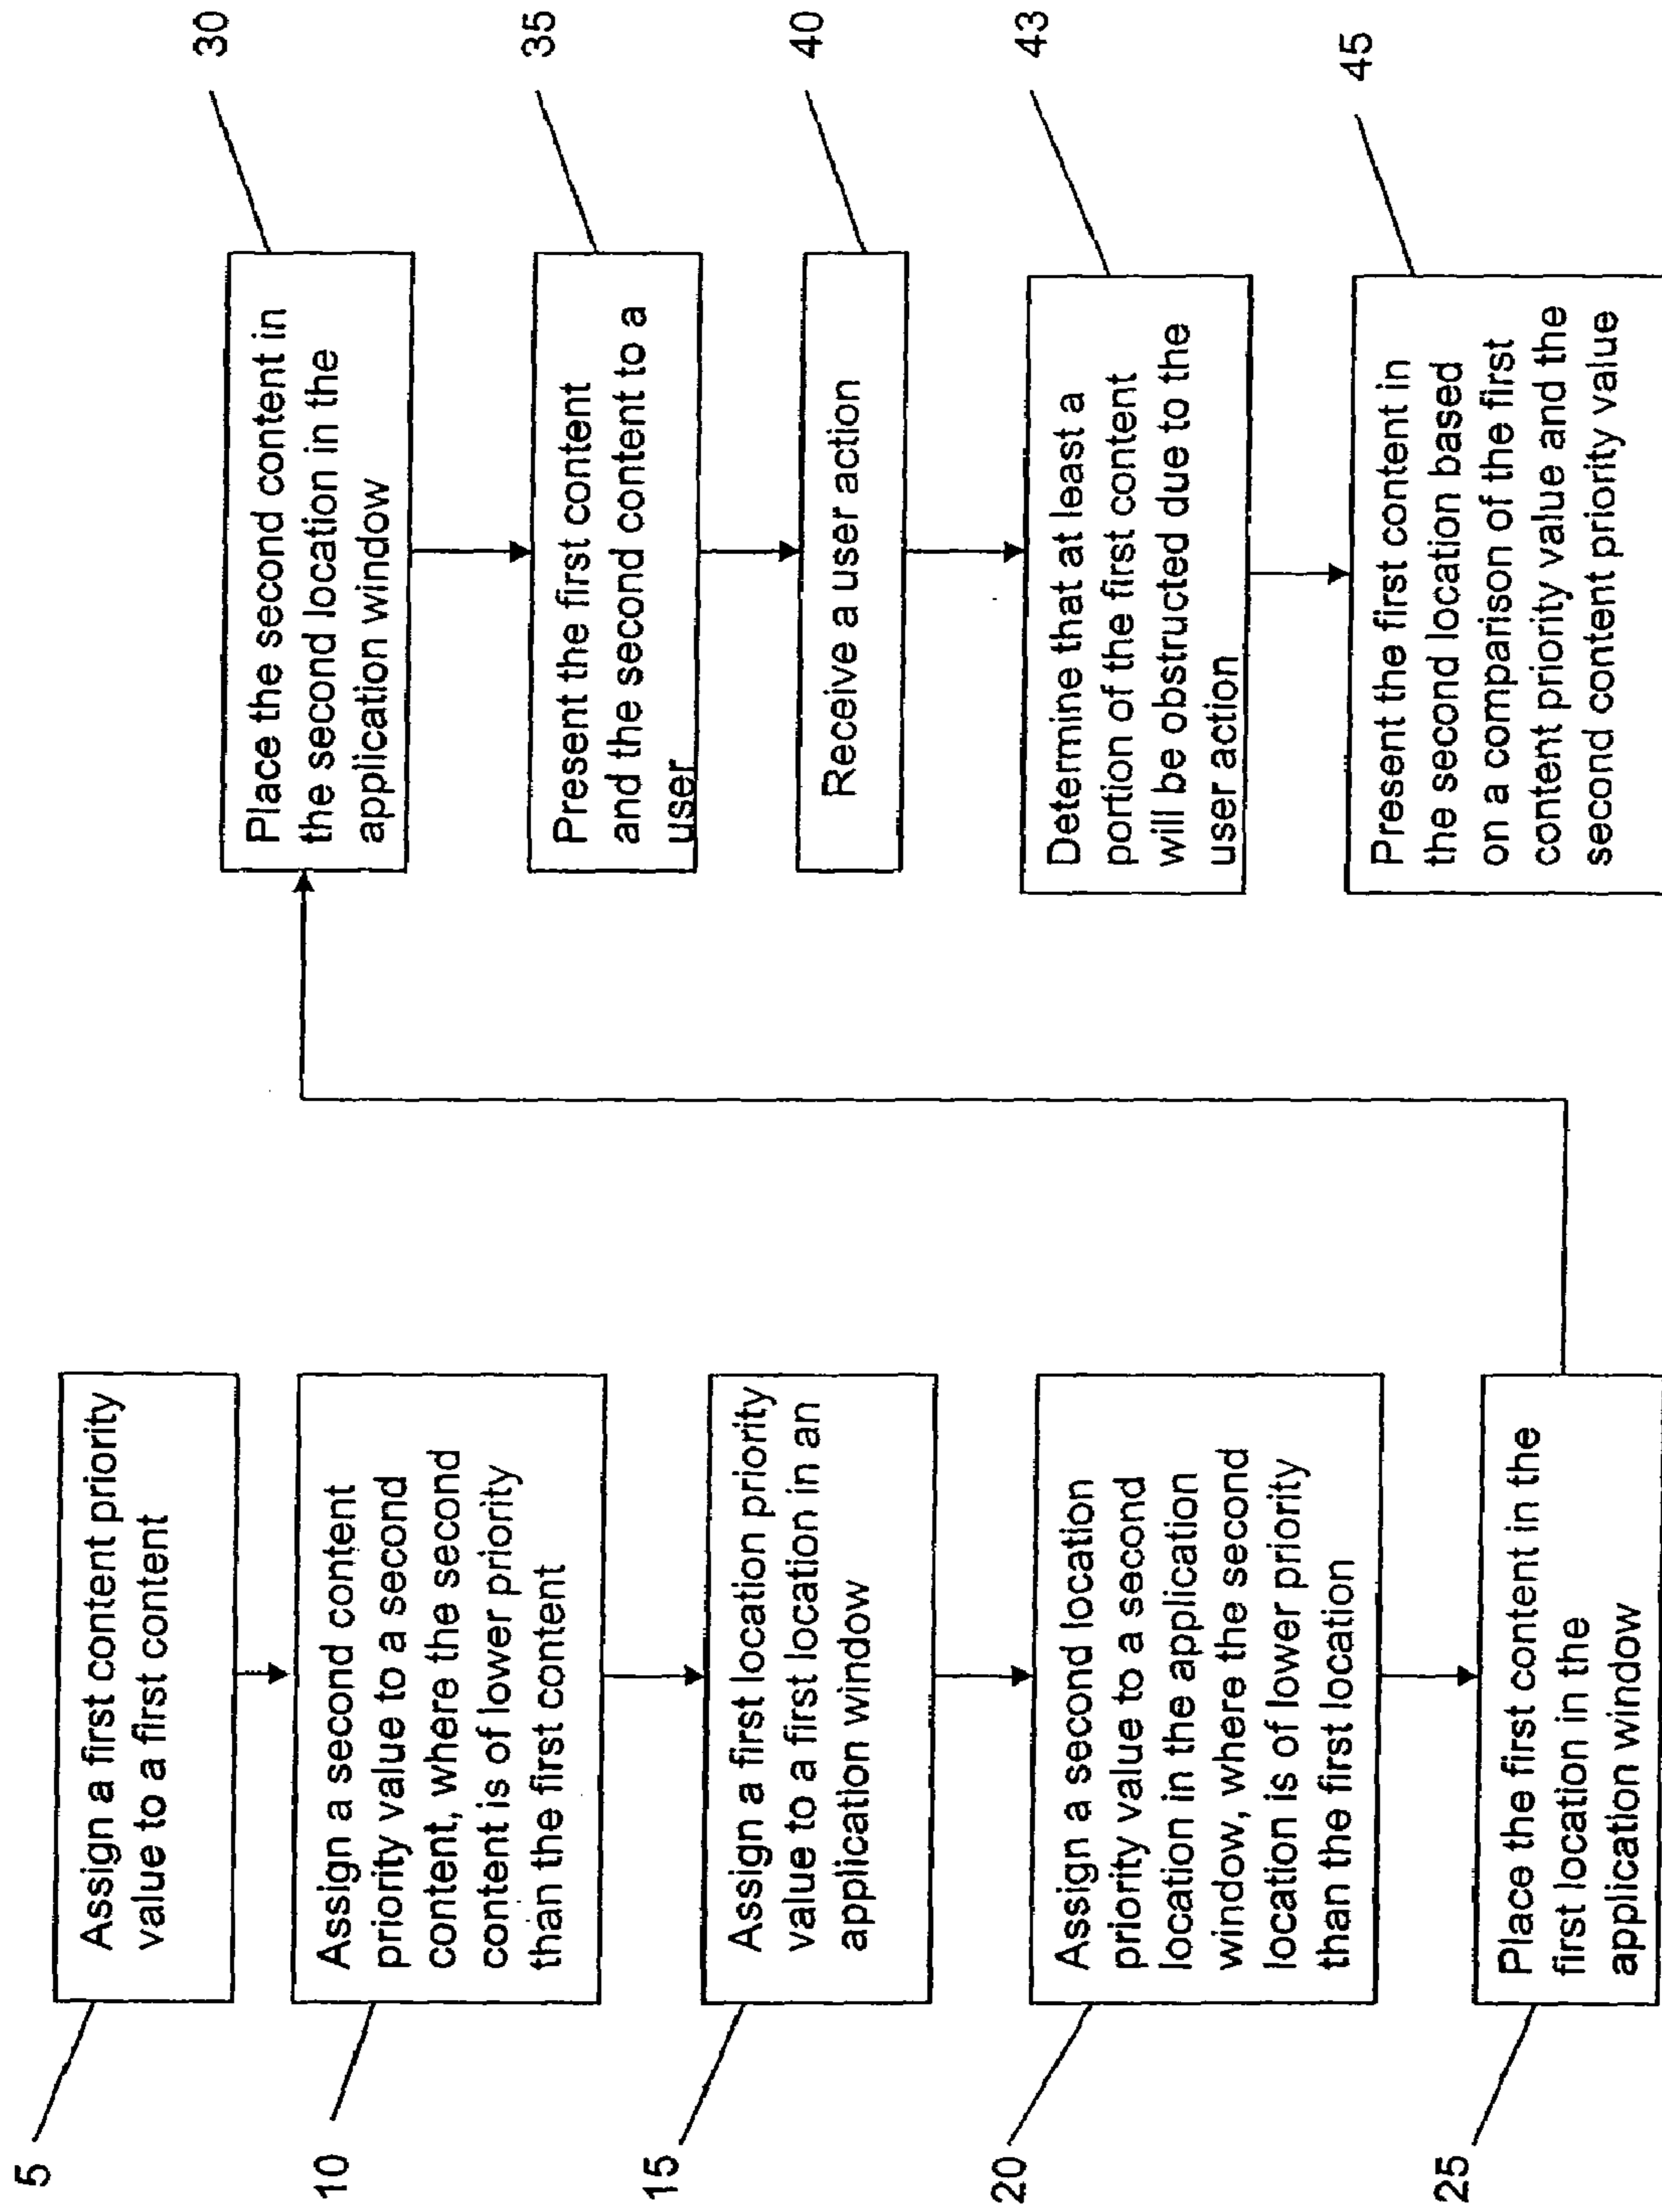 5
Assign a first content priority
value to a first content
10
Assign a second content
priority value to a second
content, where the second
content is of lower priority
than the first content
15
Assign a first location priority
value to a first location in an
application window
20
Assign a second location
priority value to a second
location in the application
window, where the second
location is of lower priority
than the first location
25
Place the first content in the
first location in the
application window
30
Place the second content in
the second location in the
application window
35
Present the first content
and the second content to a
user
40
Receive a user action
43
Determine that at least a
portion of the first content
will be obstructed due to the
user action
45
Present the first content in
the second location based
on a comparison of the first
content priority value and the
second content priority value